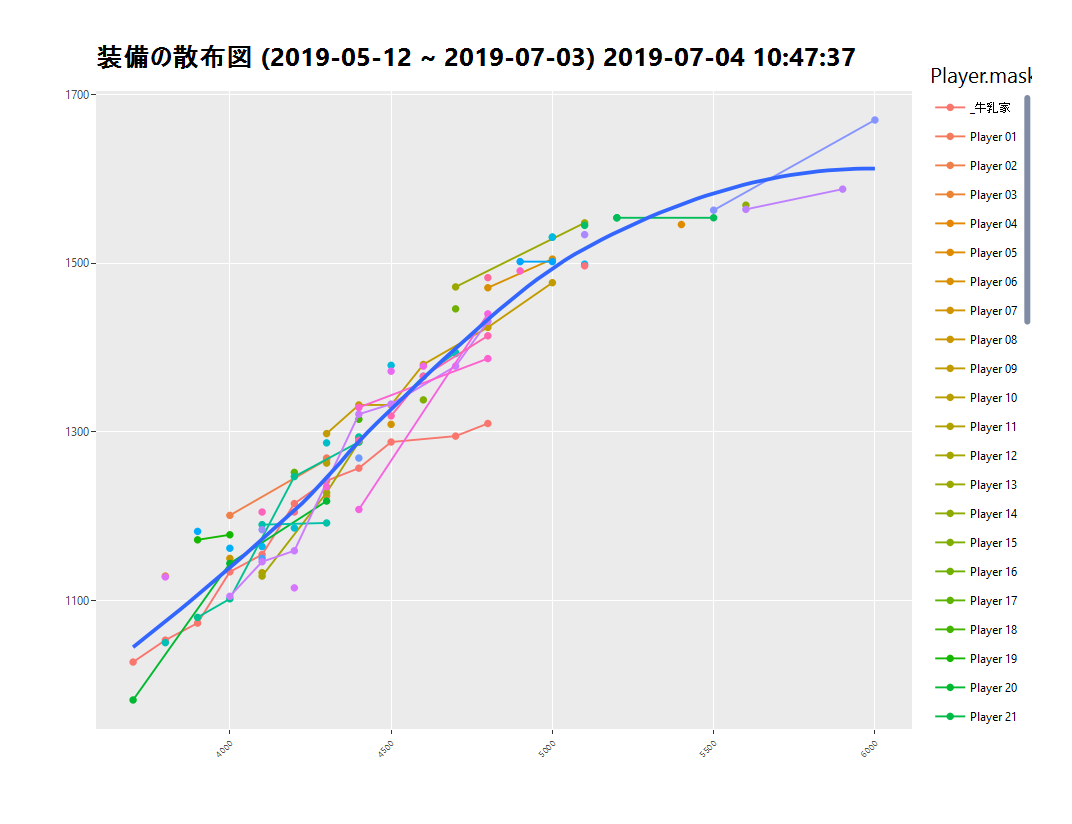 装備の散布図 (2019-05-12 ~ 2019-07-03) 2019-07-04 10:47:37
Player.mask
1700
1500
1300
1100
4000
4500
5000
5500
6000
_牛乳家
Player 01
Player 02
Player 03
Player 04
Player 05
Player 06
Player 07
Player 08
Player 09
Player 10
Player 11
Player 12
Player 13
Player 14
Player 15
Player 16
Player 17
Player 18
Player 19
Player 20
Player 21